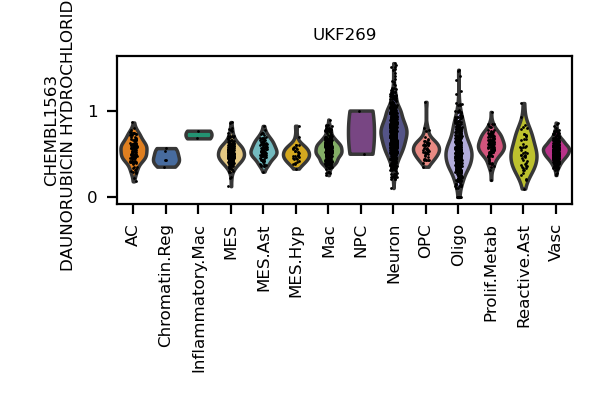 UKF269
CHEMBL1563
DAUNORUBICIN HYDROCHLORID
1
0
AC
Chromatin.Reg
Inflammatory.Mac
MES
MES.Ast
MES.Hyp
Mac
NPC
Neuron
OPC
Oligo
Prolif.Metab
Reactive.Ast
Vasc